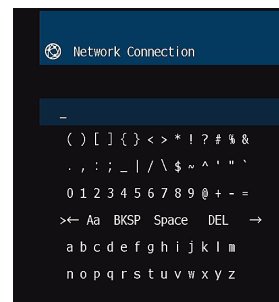 Network Connection
_
( ) [ ] { } < > * ! ? # % &
. , : ; _ | / \ $ ~ ^ ' " `
0 1 2 3 4 5 6 7 8 9 @ + - =
>← Aa BKSP Space DEL →
a b c d e f g h i j k l m
n o p q r s t u v w x y z